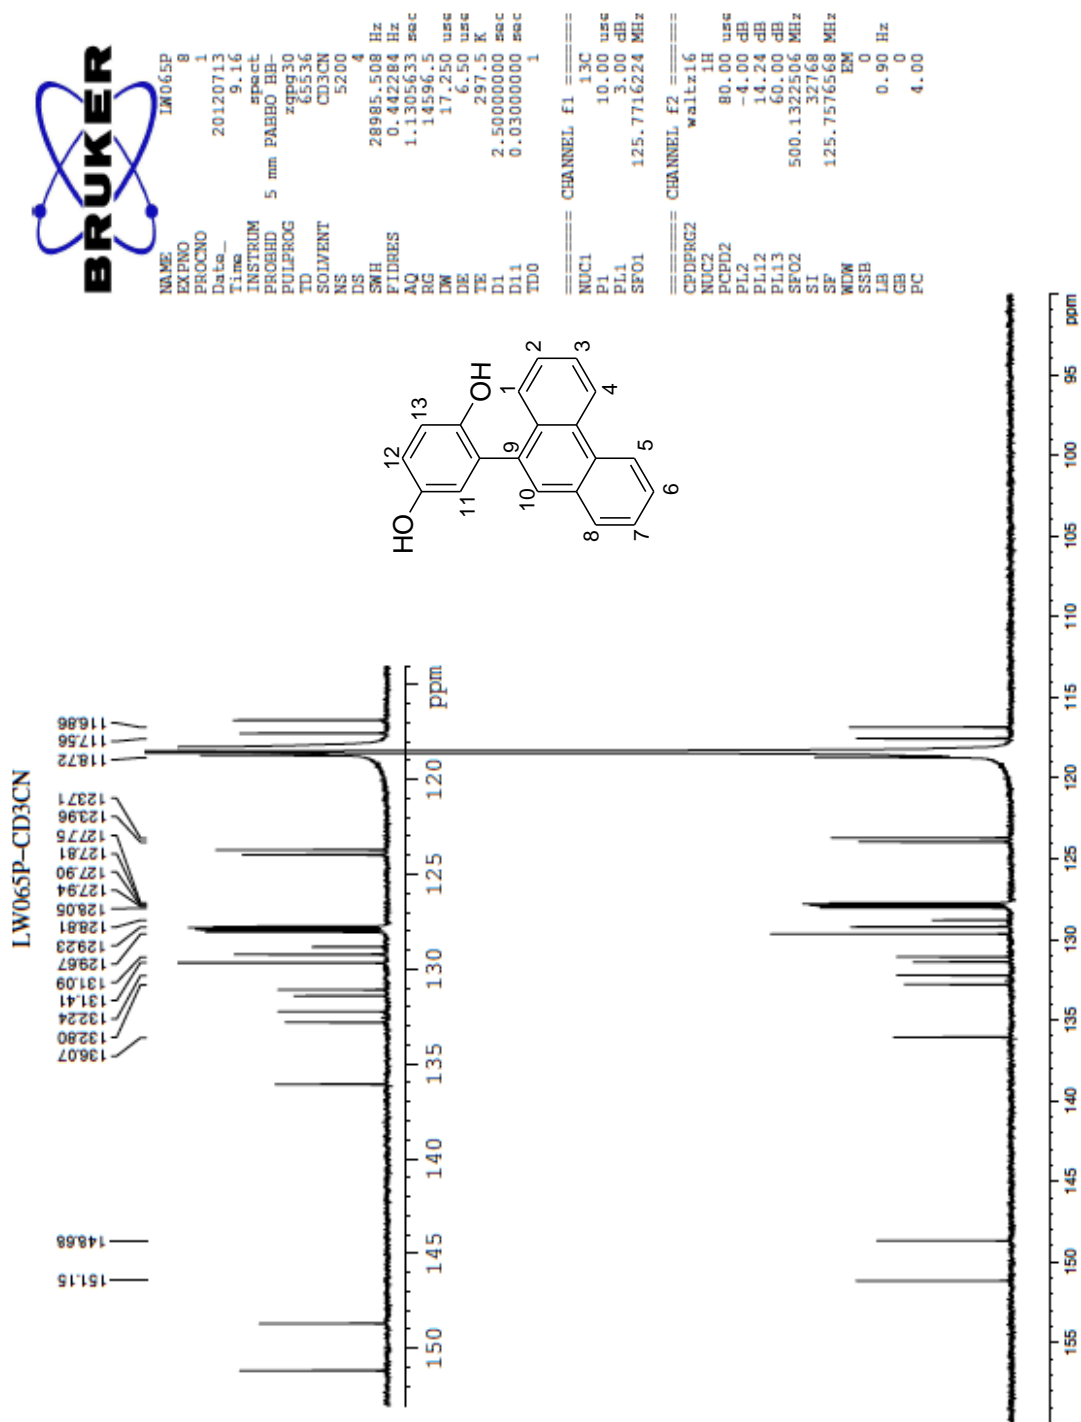 LW065P-CD3CN
151.15
148.68
136.07
132.80
132.24
131.41
131.09
129.67
129.23
128.81
128.05
127.94
127.90
127.81
127.75
123.96
123.71
118.72
117.56
116.86
150 145 140 135 130 125 120 ppm
HO
OH
1
2
3
4
5
6
7
8
9
10
11
12
13
BRUKER
NAME LW065P
EXPNO 8
PROCNO 1
Date_ 20120713
Time 9.16
INSTRUM spect
PROBHD 5 mm PABBO BB-
PULPROG zgpg30
TD 65536
SOLVENT CD3CN
NS 5200
DS 4
SWH 28985.508 Hz
FIDRES 0.442284 Hz
AQ 1.1305633 sec
RG 14596.5
DW 17.250 use
DE 6.50 use
TE 297.5 K
D1 2.50000000 sec
D11 0.03000000 sec
TD0 1
======== CHANNEL f1 ========
NUC1 13C
P1 10.00 use
PL1 3.00 dB
SFO1 125.7716224 MHz
======== CHANNEL f2 ========
CPDPRG2 waltz16
NUC2 1H
PCPD2 80.00 use
PL2 -4.00 dB
PL12 14.24 dB
PL13 60.00 dB
SFO2 500.1322506 MHz
SI 32768
SF 125.7576568 MHz
WDW EM
SSB 0
LB 0.90 Hz
GB 0
PC 4.00
155 150 145 140 135 130 125 120 115 110 105 100 95 ppm